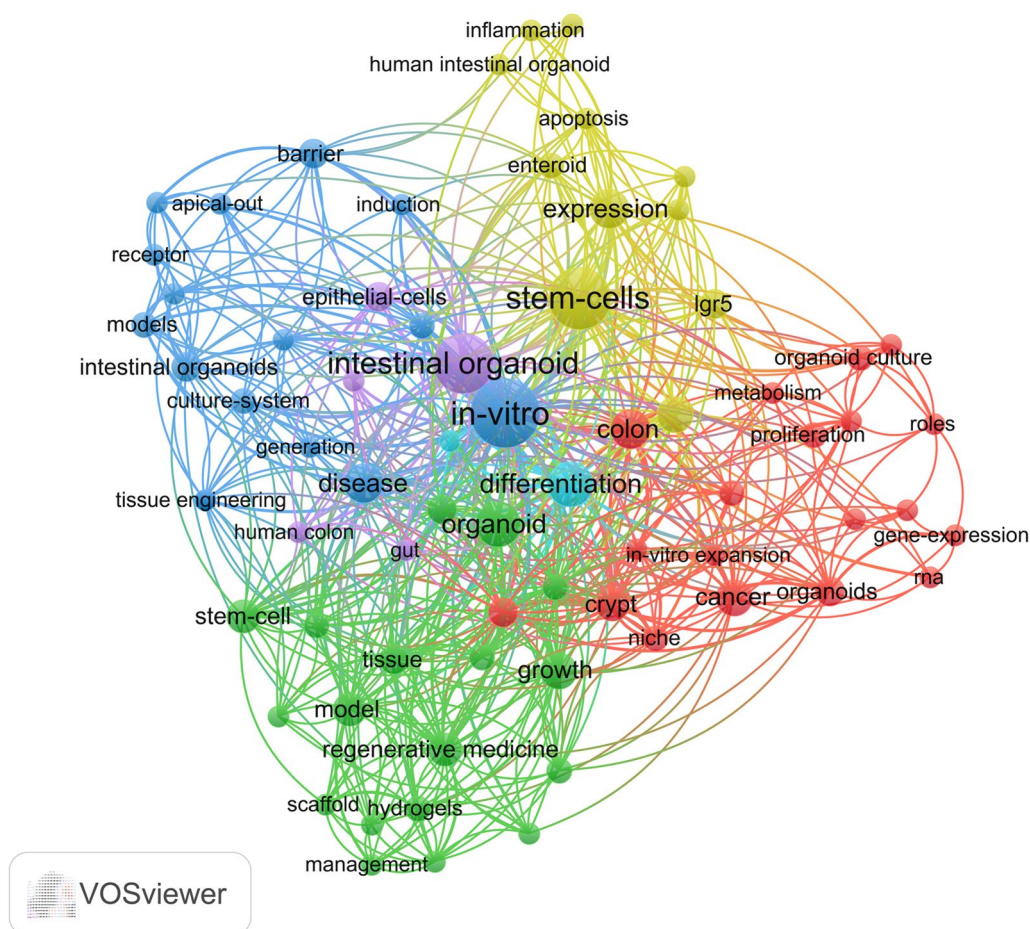 inflammation
human intestinal organoid
apoptosis
barrier
enteroid
apical-out
induction
expression
receptor
epithelial-cells
stem-cells
lgr5
models
organoid culture
intestinal organoids
intestinal organoid
metabolism
culture-system
in-vitro
colon
proliferation
roles
generation
disease
differentiation
tissue engineering
organoid
human colon
gene-expression
gut
in-vitro expansion
rna
stem-cell
crypt
cancer
organoids
niche
tissue
growth
model
regenerative medicine
scaffold
hydrogels
management
VOSviewer